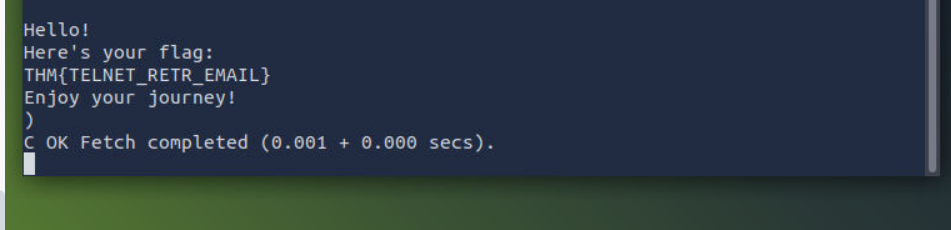 Hello!
Here's your flag:
THM{TELNET_RETR_EMAIL}
Enjoy your journey!
)
C OK Fetch completed (0.001 + 0.000 secs).